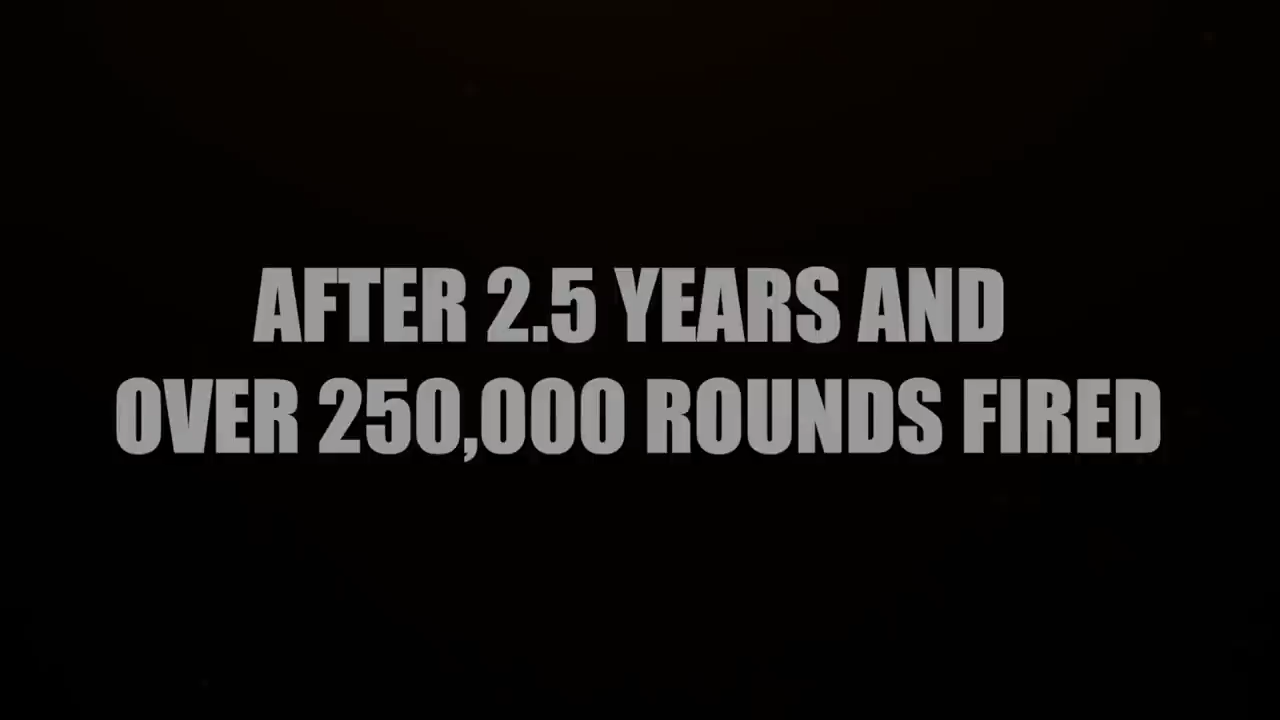 AFTER 2.5 YEARS AND
OVER 250,000 ROUNDS FIRED